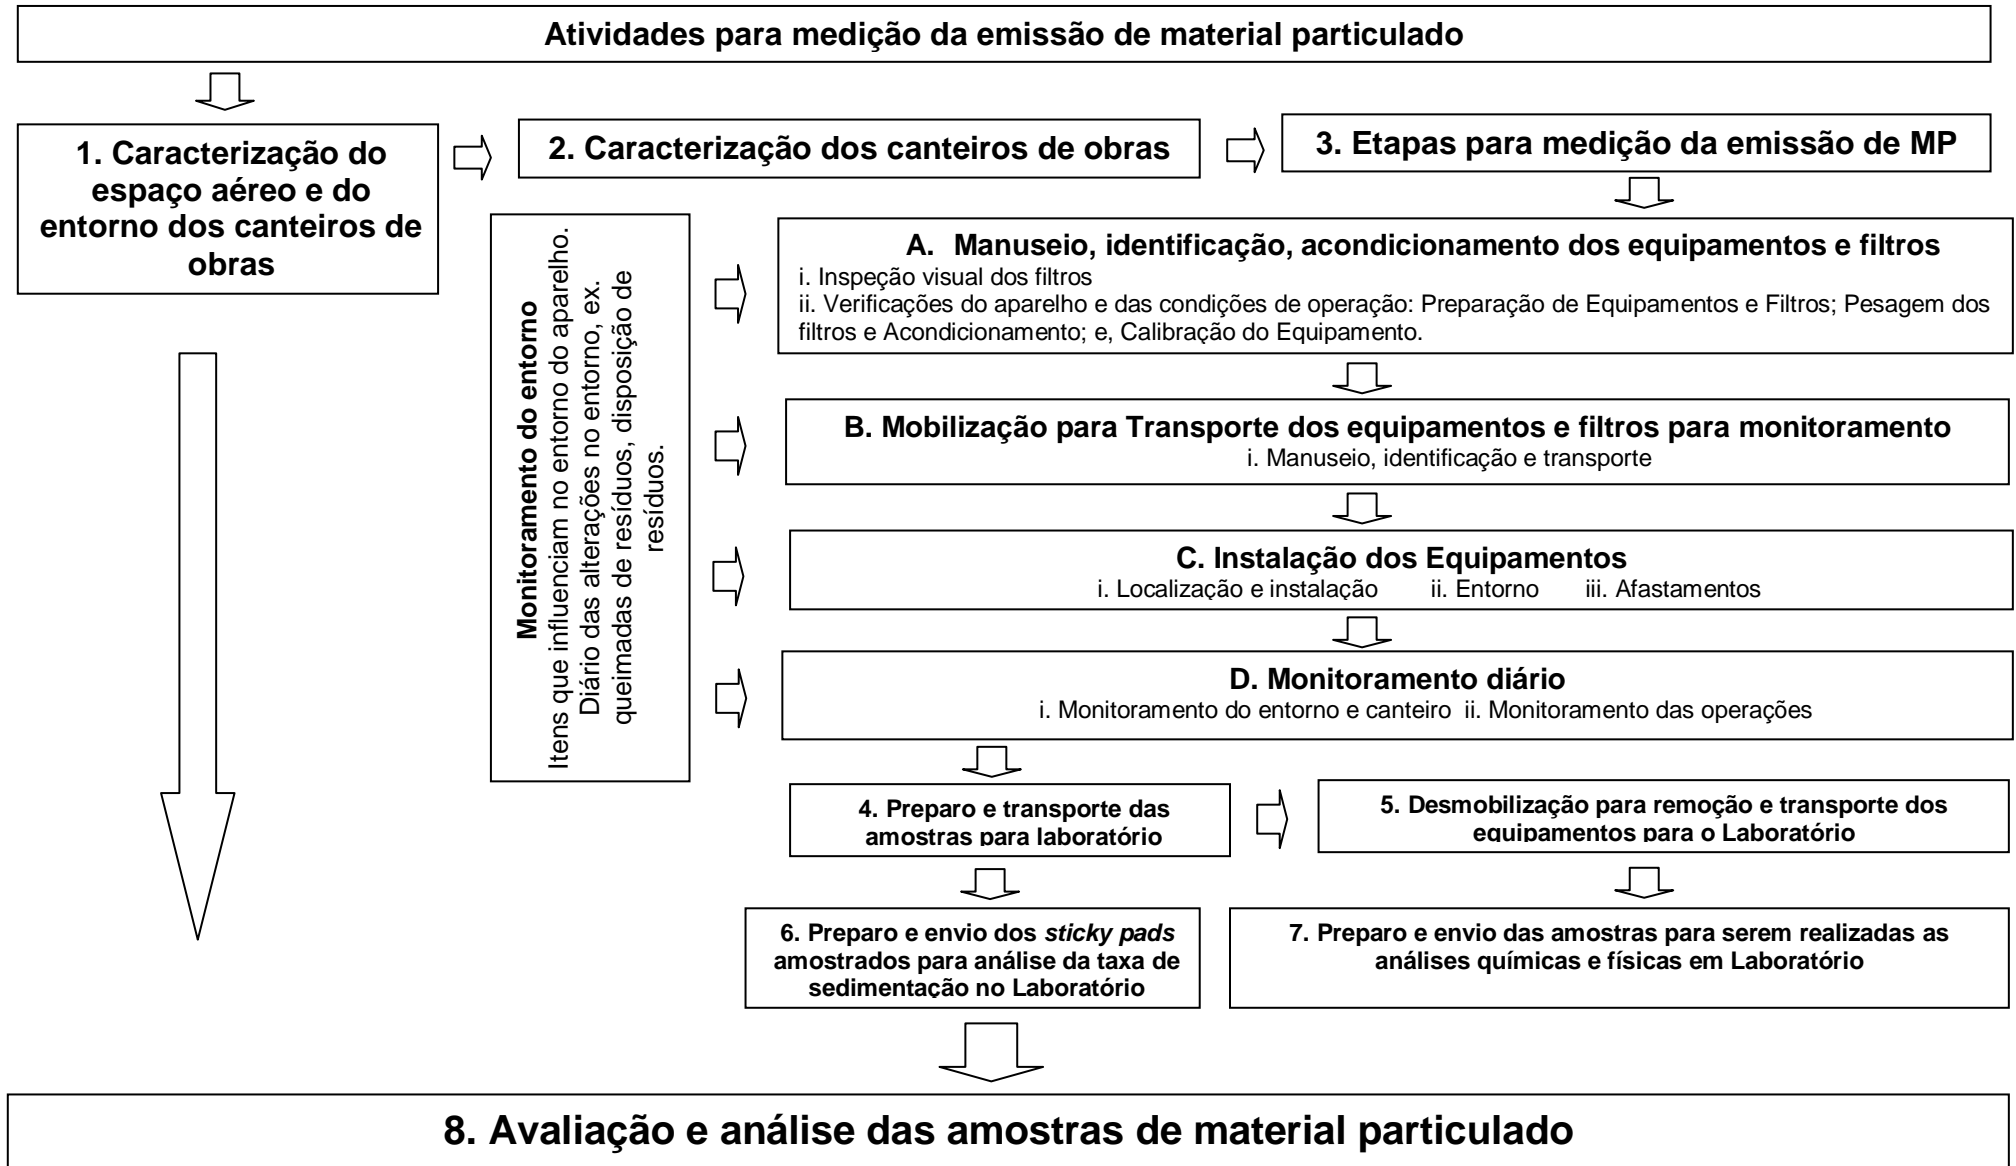 Atividades para medição da emissão de material particulado
1. Caracterização do
espaço aéreo e do
entorno dos canteiros de
obras
2. Caracterização dos canteiros de obras
3. Etapas para medição da emissão de MP
Monitoramento do entorno
Itens que influenciam no entorno do aparelho.
Diário das alterações no entorno, ex.
queimadas de resíduos, disposição de
resíduos.
A. Manuseio, identificação, acondicionamento dos equipamentos e filtros
i. Inspeção visual dos filtros
ii. Verificações do aparelho e das condições de operação: Preparação de Equipamentos e Filtros; Pesagem dos
filtros e Acondicionamento; e, Calibração do Equipamento.
B. Mobilização para Transporte dos equipamentos e filtros para monitoramento
i. Manuseio, identificação e transporte
C. Instalação dos Equipamentos
i. Localização e instalação ii. Entorno iii. Afastamentos
D. Monitoramento diário
i. Monitoramento do entorno e canteiro ii. Monitoramento das operações
4. Preparo e transporte das
amostras para laboratório
5. Desmobilização para remoção e transporte dos
equipamentos para o Laboratório
6. Preparo e envio dos sticky pads
amostrados para análise da taxa de
sedimentação no Laboratório
7. Preparo e envio das amostras para serem realizadas as
análises químicas e físicas em Laboratório
8. Avaliação e análise das amostras de material particulado